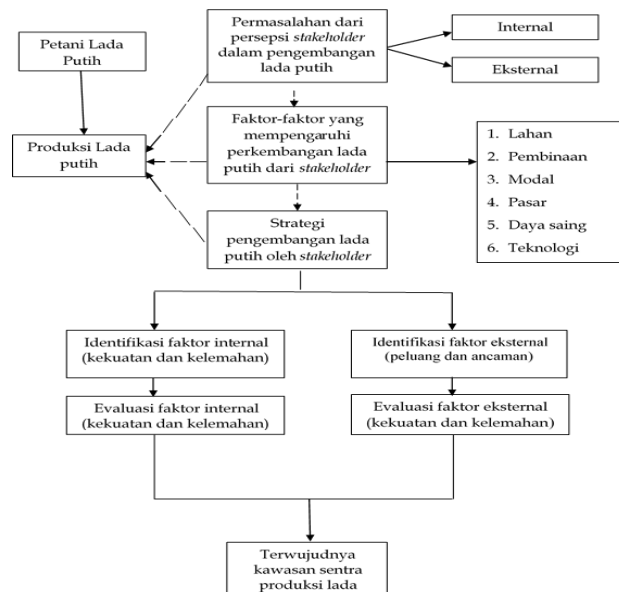 Petani Lada
Putih
Produksi Lada
putih
Permasalahan dari
persepsi stakeholder
dalam pengembangan
lada putih
Internal
Eksternal
Faktor-faktor yang
mempengaruhi
perkembangan lada
putih dari stakeholder
1. Lahan
2. Pembinaan
3. Modal
4. Pasar
5. Daya saing
6. Teknologi
Strategi
pengembangan lada
putih oleh stakeholder
Identifikasi faktor internal
(kekuatan dan kelemahan)
Identifikasi faktor eksternal
(peluang dan ancaman)
Evaluasi faktor internal
(kekuatan dan kelemahan)
Evaluasi faktor eksternal
(kekuatan dan kelemahan)
Terwujudnya
kawasan sentra
produksi lada